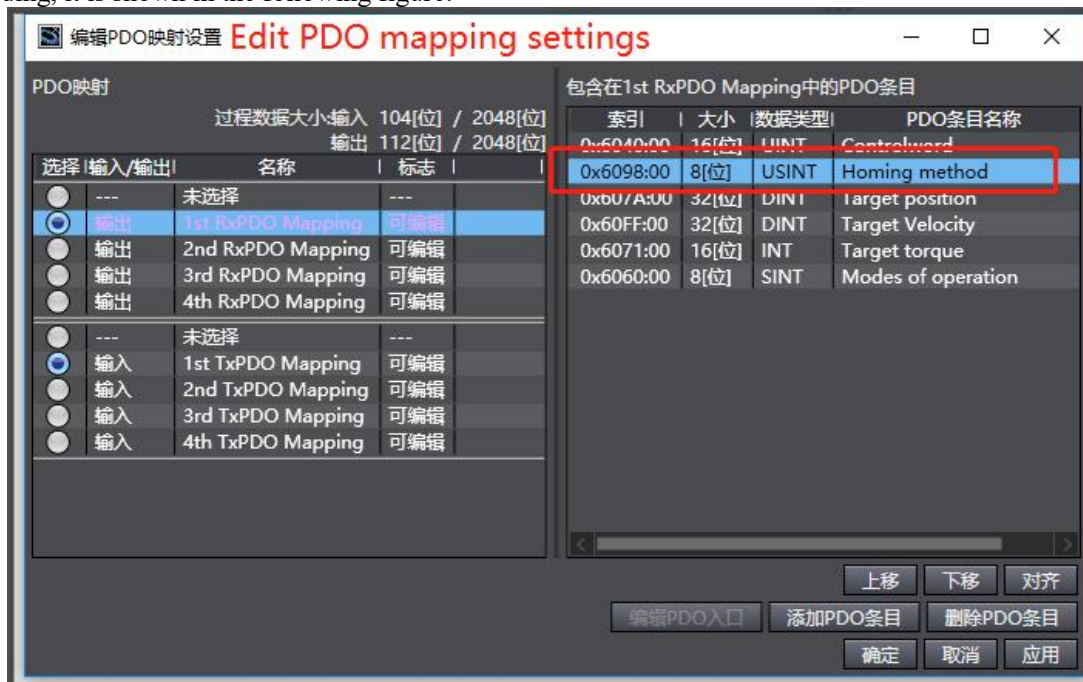 ding, it is shown in the following figure.
编辑PDO映射设置 Edit PDO mapping settings
PDO映射
过程数据大小:输入 104[位] / 2048[位]
输出 112[位] / 2048[位]
选择 输入/输出 名称 标志
--- 未选择 ---
输出 1st RxPDO Mapping 可编辑
输出 2nd RxPDO Mapping 可编辑
输出 3rd RxPDO Mapping 可编辑
输出 4th RxPDO Mapping 可编辑
--- 未选择 ---
输入 1st TxPDO Mapping 可编辑
输入 2nd TxPDO Mapping 可编辑
输入 3rd TxPDO Mapping 可编辑
输入 4th TxPDO Mapping 可编辑
包含在1st RxPDO Mapping中的PDO条目
索引 大小 数据类型 PDO条目名称
0x6040:00 16[位] UINT Controlword
0x6098:00 8[位] USINT Homing method
0x607A:00 32[位] DINT Target position
0x60FF:00 32[位] DINT Target Velocity
0x6071:00 16[位] INT Target torque
0x6060:00 8[位] SINT Modes of operation
上移 下移 对齐
编辑PDO入口 添加PDO条目 删除PDO条目
确定 取消 应用